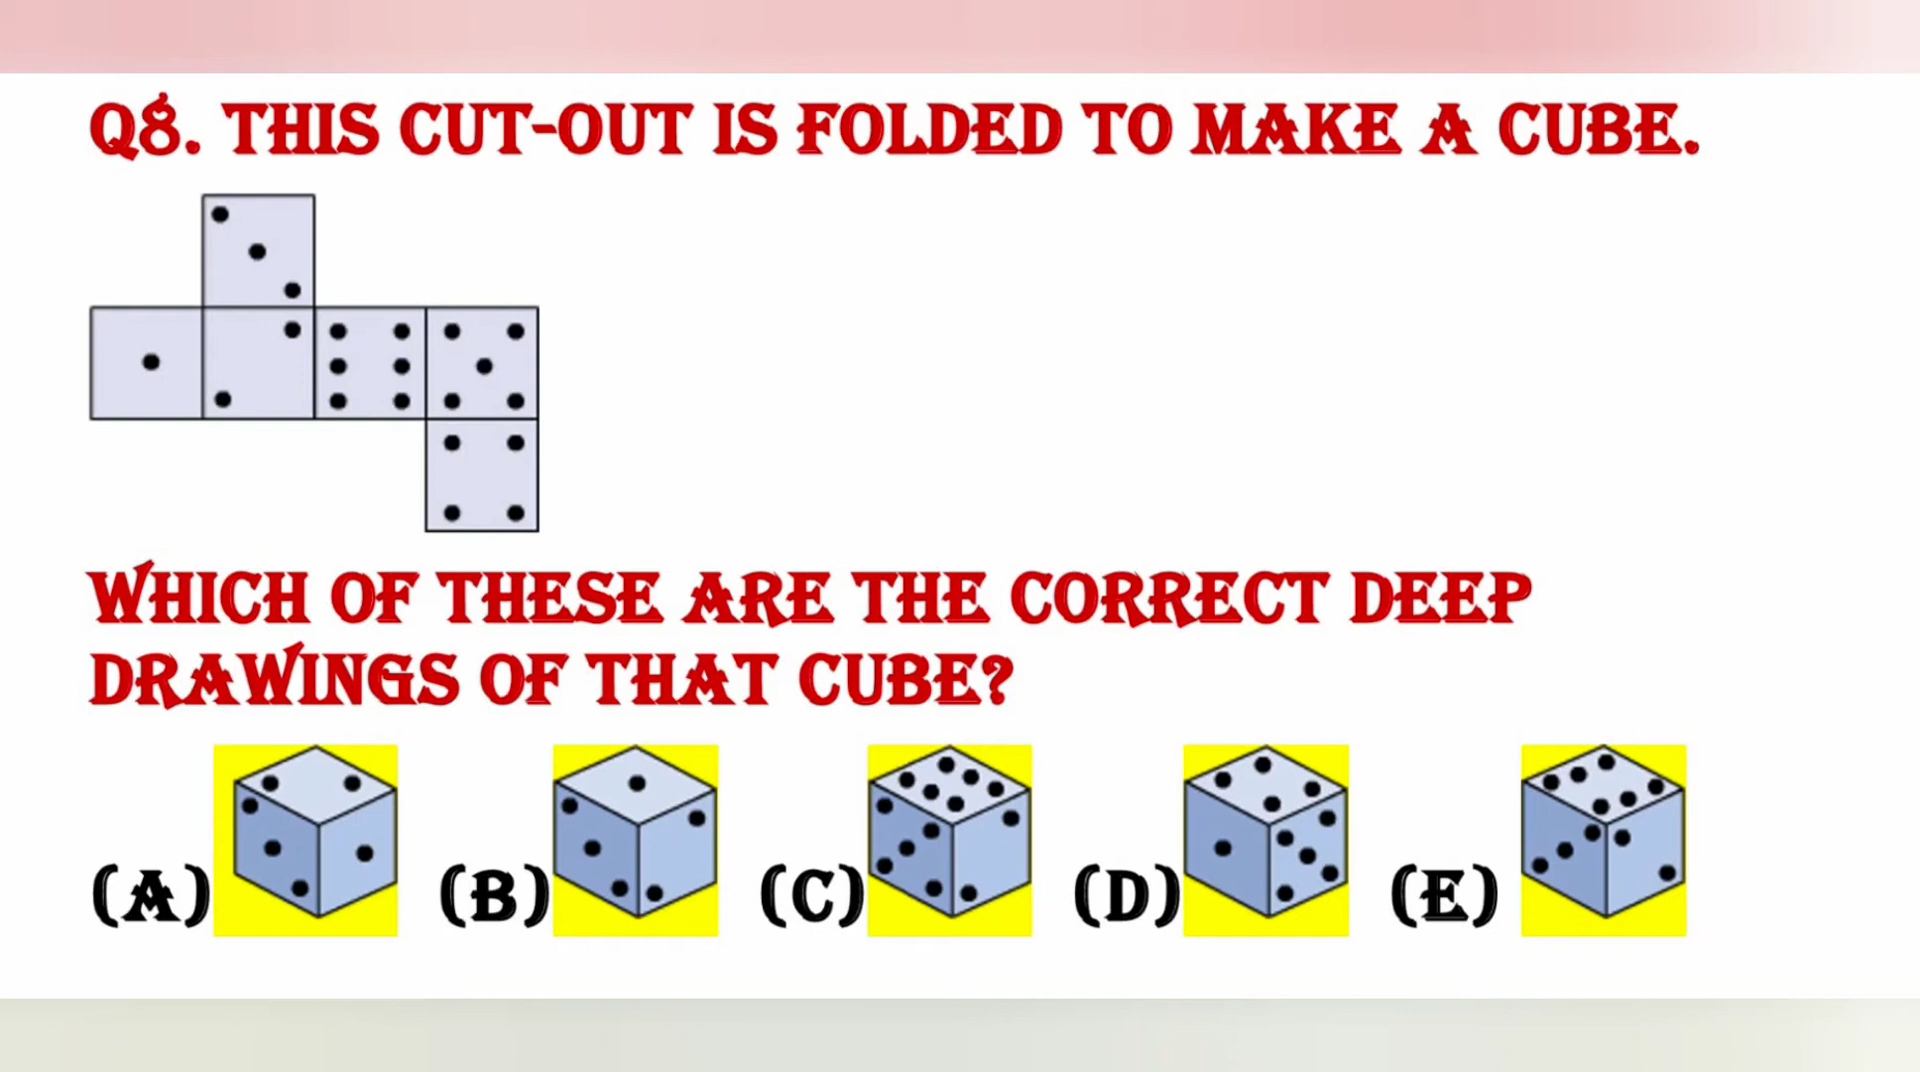 Q8. THIS CUT-OUT IS FOLDED TO MAKE A CUBE.
WHICH OF THESE ARE THE CORRECT DEEP
DRAWINGS OF THAT CUBE?
(A) (B) (C) (D) (E)